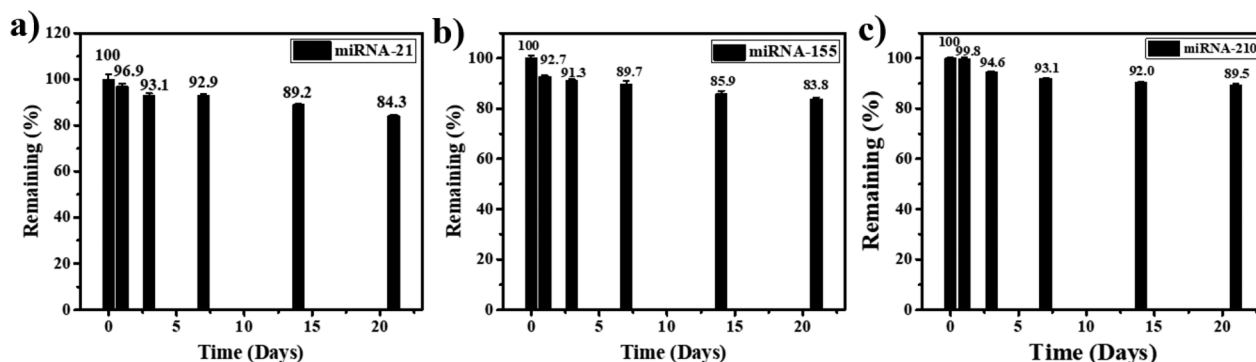 a)
miRNA-21
Remaining (%)
120
100
80
60
40
20
0
100
96.9
93.1
92.9
89.2
84.3
0 5 10 15 20
Time (Days)
b)
miRNA-155
Remaining (%)
100
80
60
40
20
0
100
92.7
91.3
89.7
85.9
83.8
0 5 10 15 20
Time (Days)
c)
miRNA-210
Remaining (%)
100
80
60
40
20
0
100
99.8
94.6
93.1
92.0
89.5
0 5 10 15 20
Time (Days)